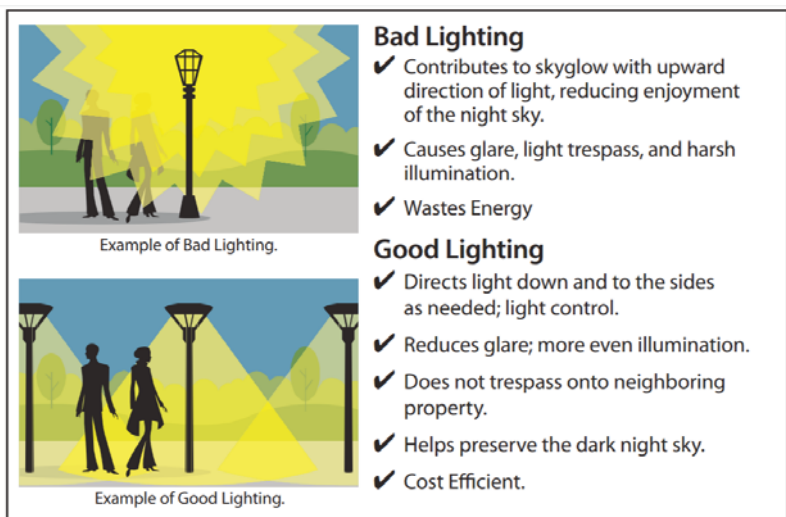 Bad Lighting
✔ Contributes to skyglow with upward
direction of light, reducing enjoyment
of the night sky.
✔ Causes glare, light trespass, and harsh
illumination.
✔ Wastes Energy
Example of Bad Lighting.
Good Lighting
✔ Directs light down and to the sides
as needed; light control.
✔ Reduces glare; more even illumination.
✔ Does not trespass onto neighboring
property.
✔ Helps preserve the dark night sky.
✔ Cost Efficient.
Example of Good Lighting.